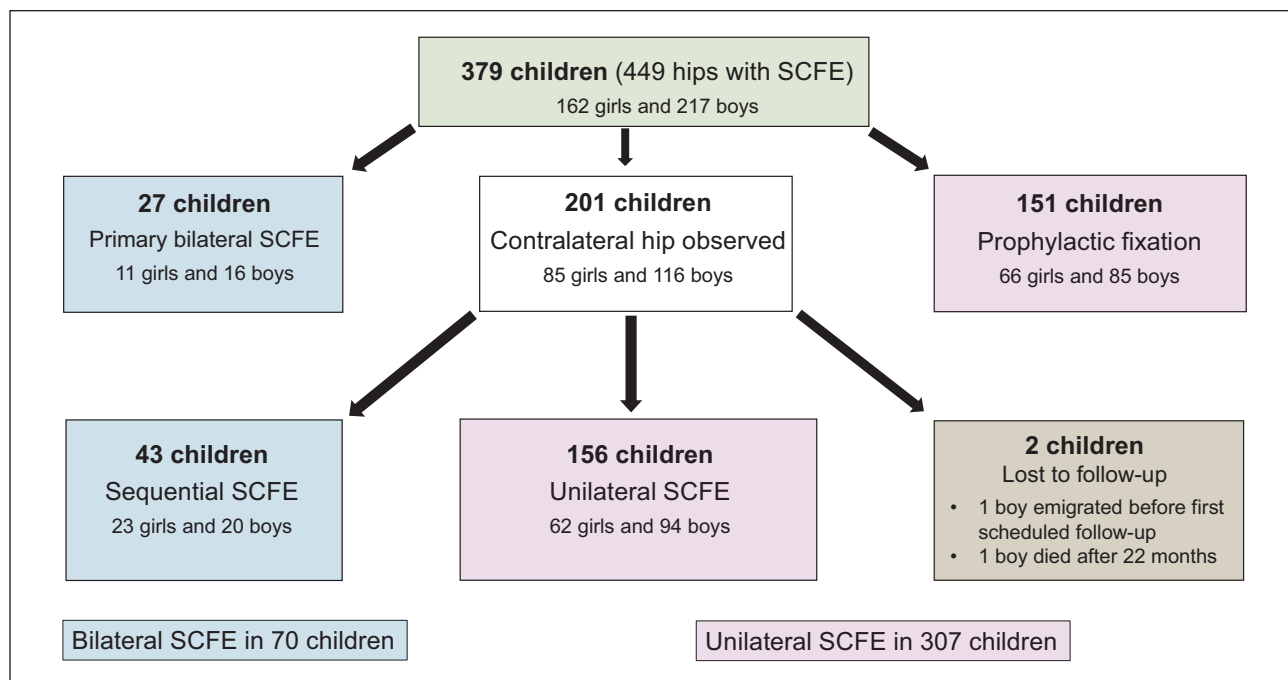 379 children (449 hips with SCFE)
162 girls and 217 boys
27 children
Primary bilateral SCFE
11 girls and 16 boys
201 children
Contralateral hip observed
85 girls and 116 boys
151 children
Prophylactic fixation
66 girls and 85 boys
43 children
Sequential SCFE
23 girls and 20 boys
156 children
Unilateral SCFE
62 girls and 94 boys
2 children
Lost to follow-up
• 1 boy emigrated before first
scheduled follow-up
• 1 boy died after 22 months
Bilateral SCFE in 70 children
Unilateral SCFE in 307 children